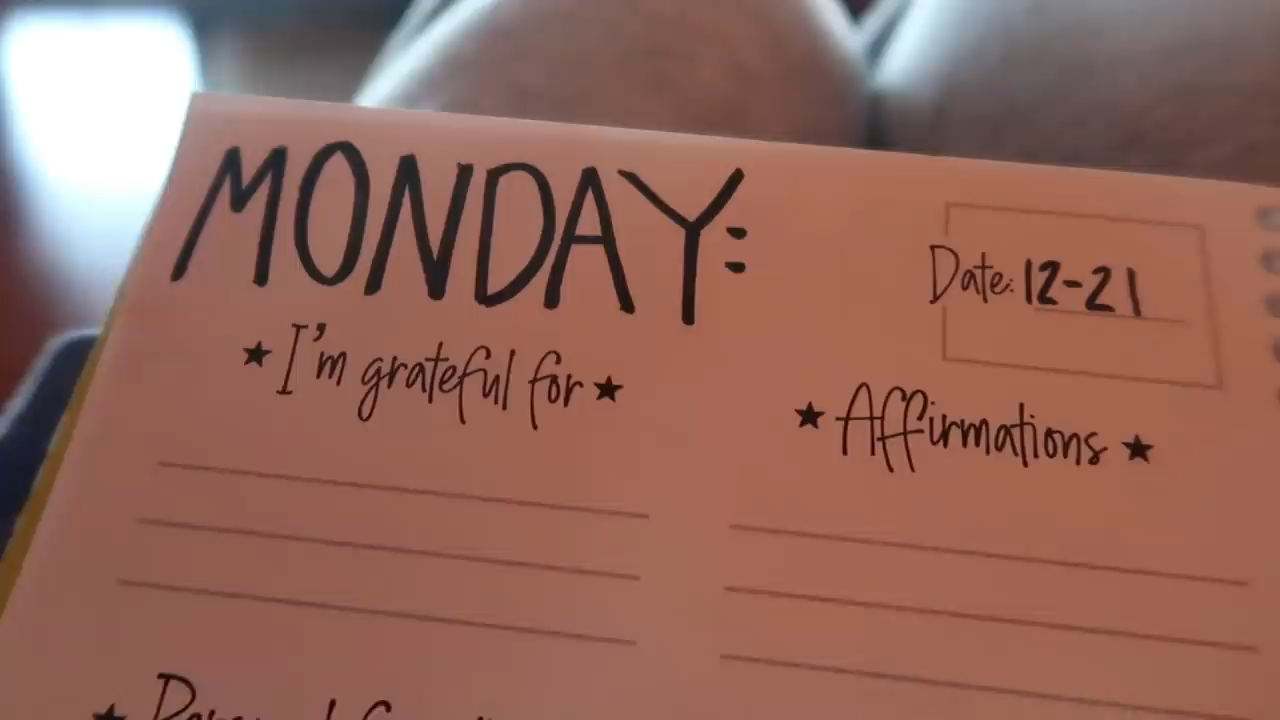 MONDAY:
Date: 12-21
★ I'm grateful for ★
★ Affirmations ★